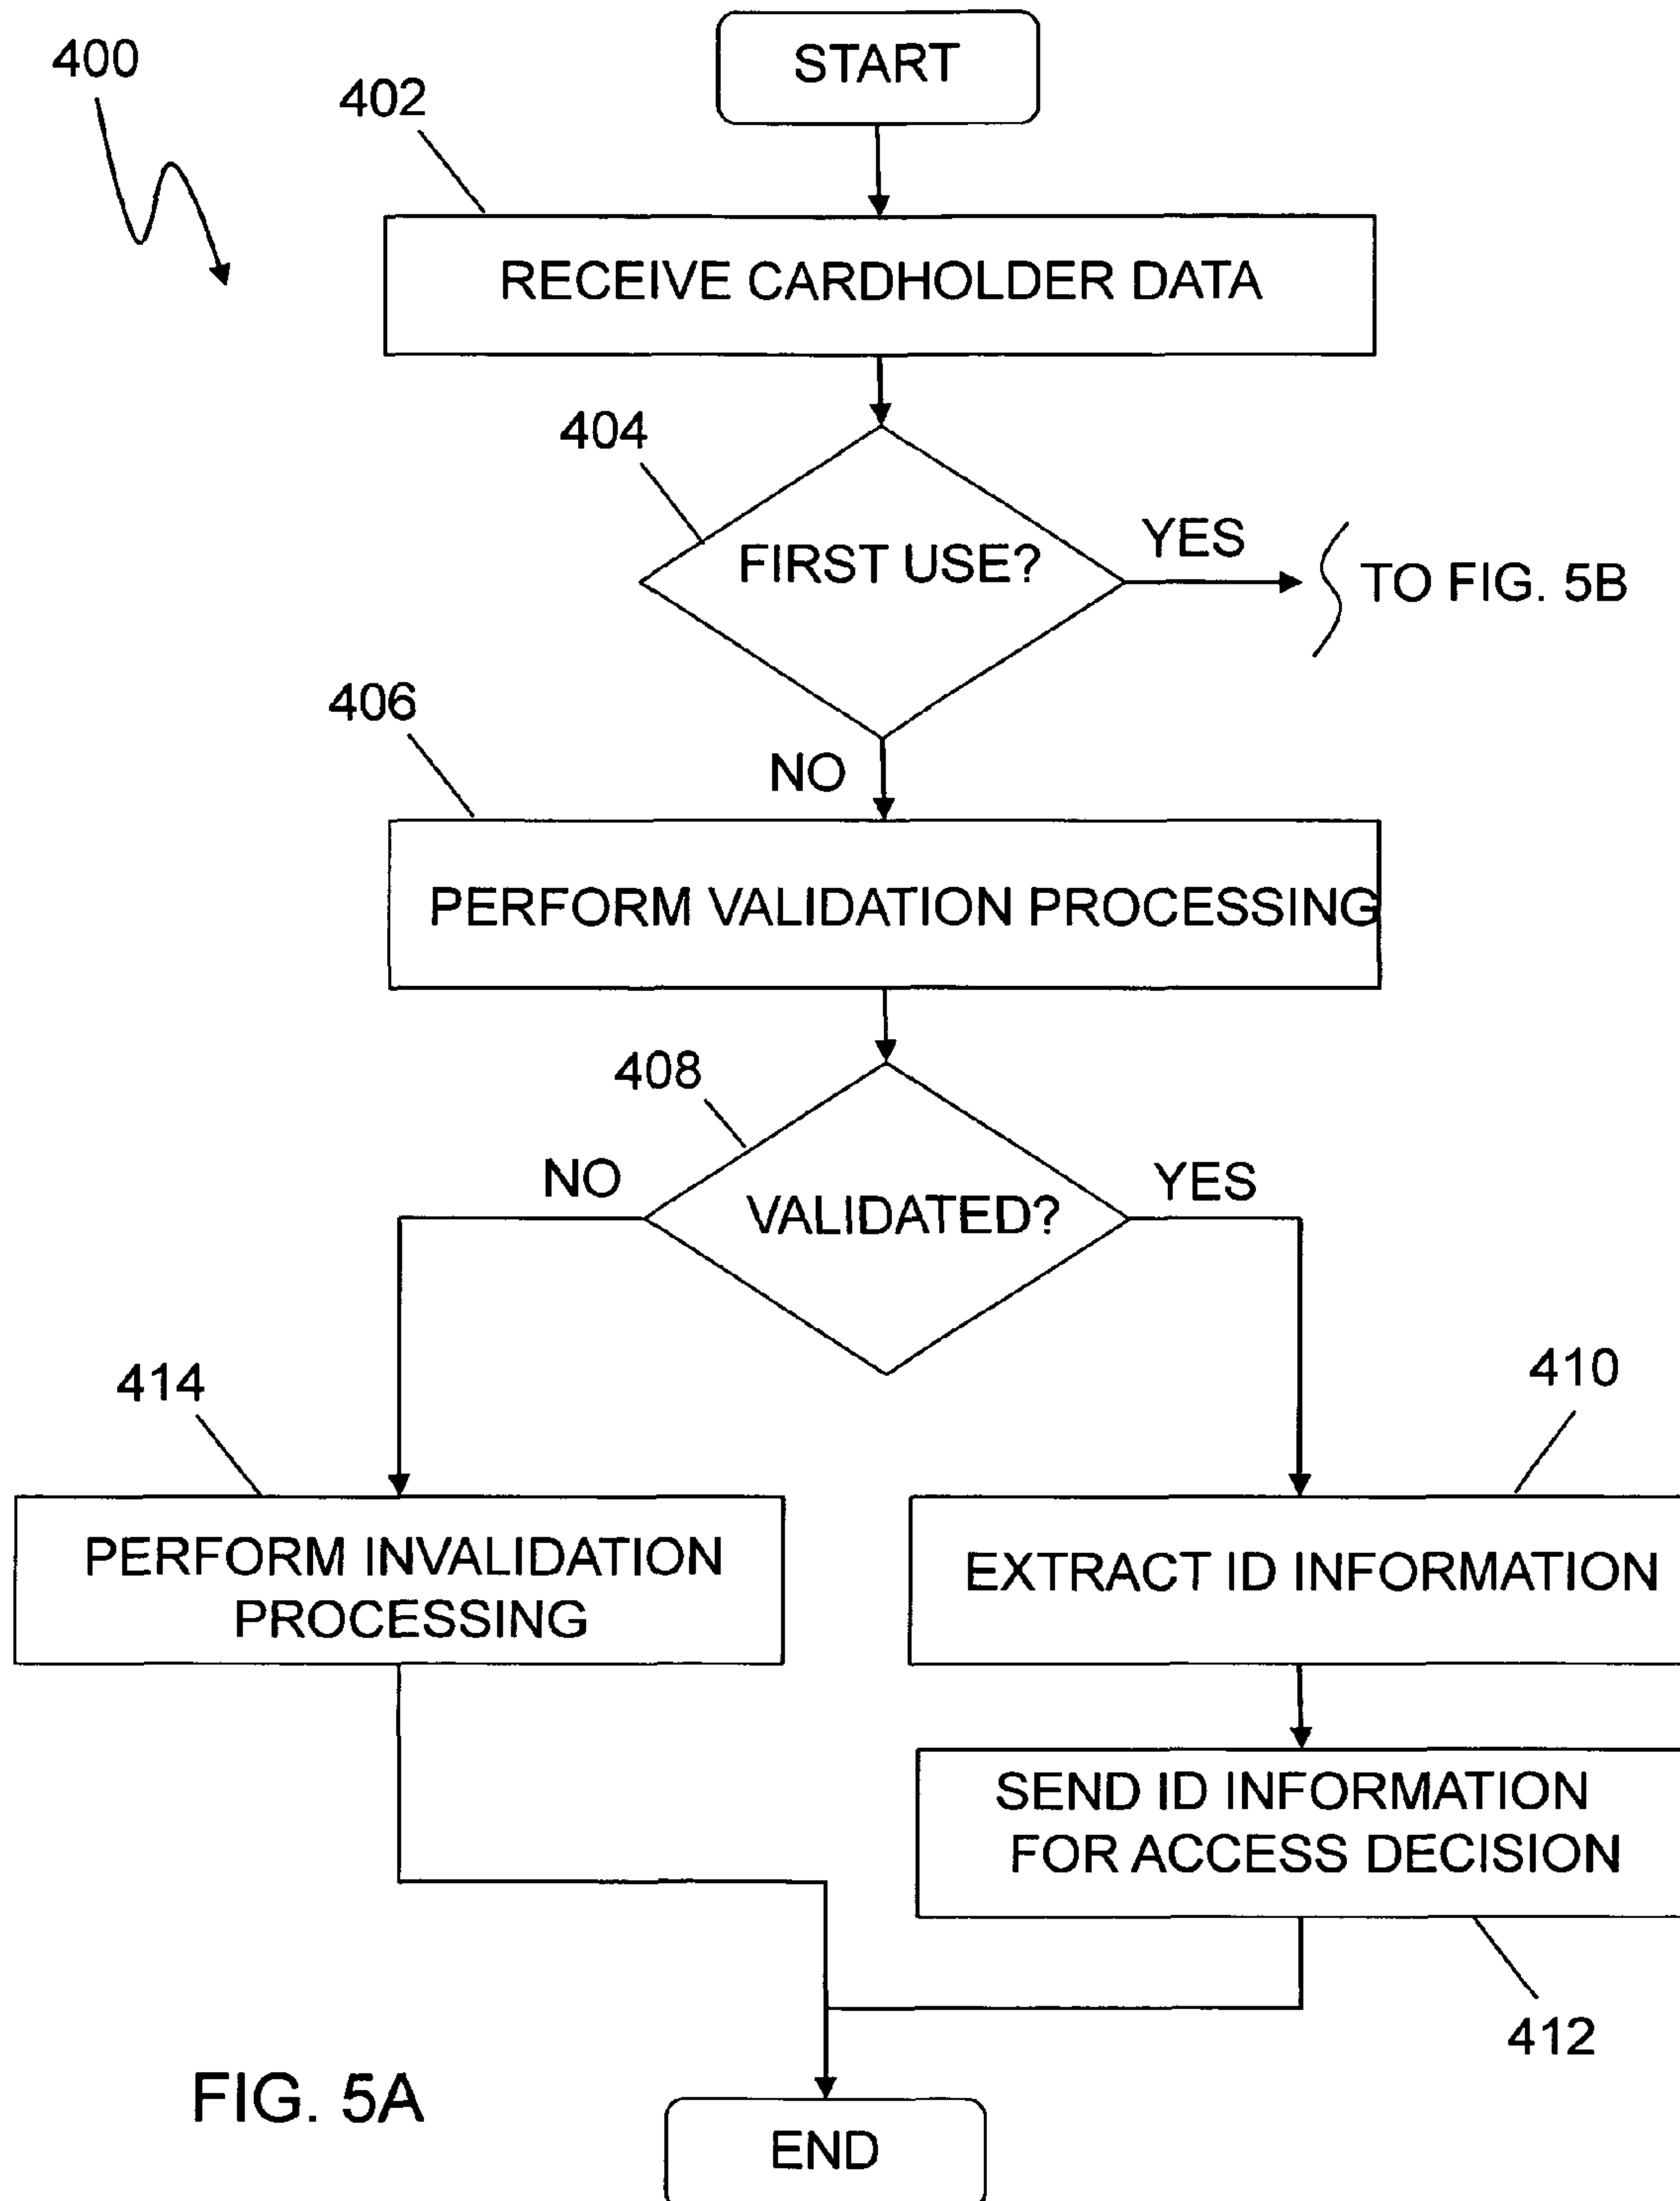 START
400
402
RECEIVE CARDHOLDER DATA
404
FIRST USE?
YES
TO FIG. 5B
406
NO
PERFORM VALIDATION PROCESSING
408
NO
VALIDATED?
YES
414
410
PERFORM INVALIDATION
PROCESSING
EXTRACT ID INFORMATION
SEND ID INFORMATION
FOR ACCESS DECISION
412
FIG. 5A
END